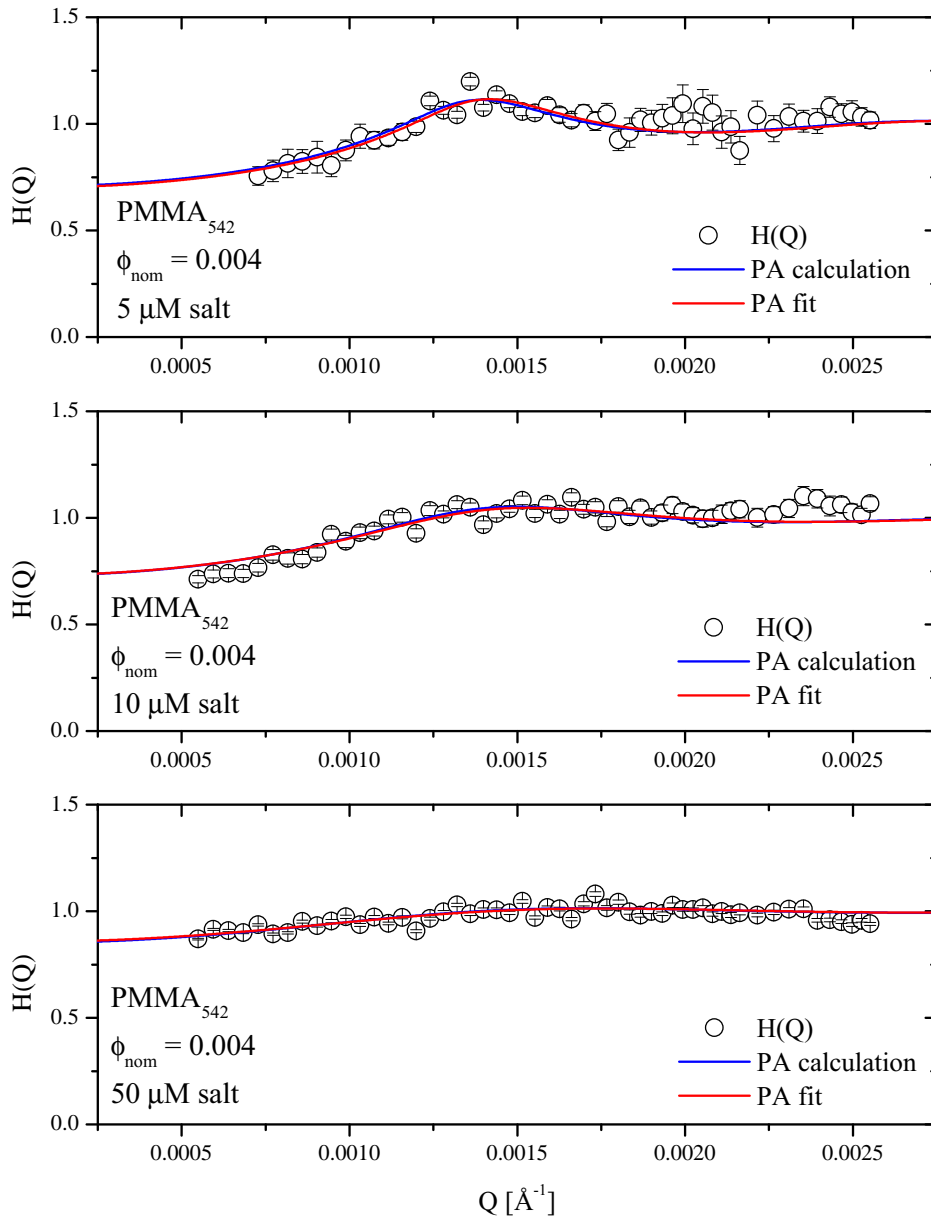 1.5
1.0
0.5
0.0
H(Q)
PMMA542
ϕnom = 0.004
5 μM salt
H(Q)
PA calculation
PA fit
0.0005 0.0010 0.0015 0.0020 0.0025
1.5
1.0
0.5
0.0
H(Q)
PMMA542
ϕnom = 0.004
10 μM salt
H(Q)
PA calculation
PA fit
0.0005 0.0010 0.0015 0.0020 0.0025
1.5
1.0
0.5
0.0
H(Q)
PMMA542
ϕnom = 0.004
50 μM salt
H(Q)
PA calculation
PA fit
0.0005 0.0010 0.0015 0.0020 0.0025
Q [Å-1]